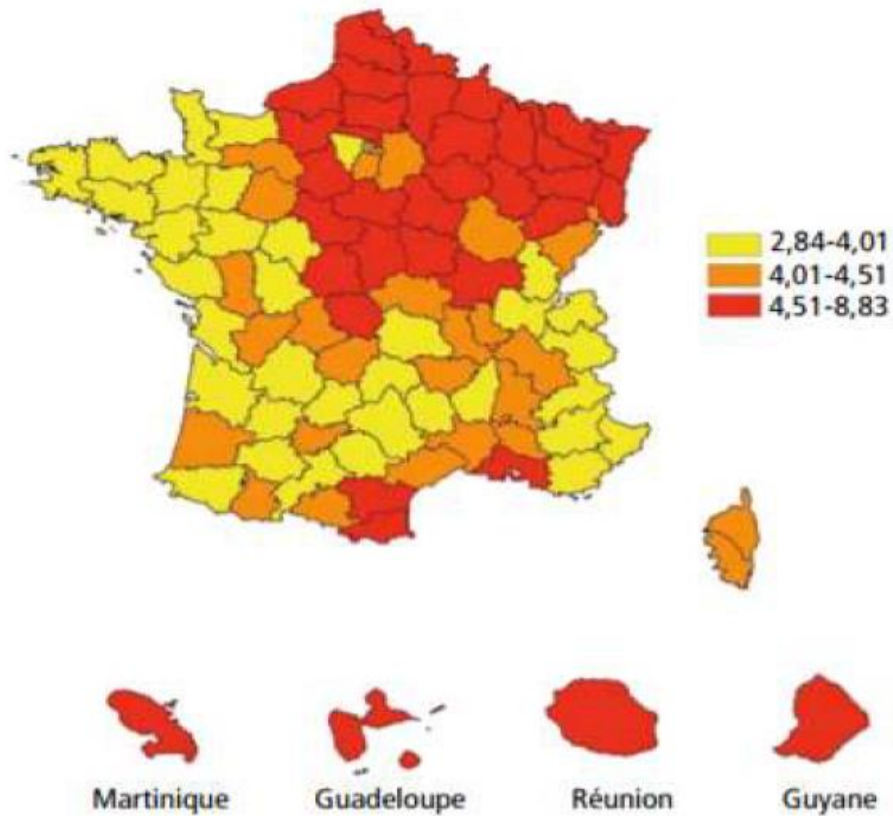 2,84-4,01
4,01-4,51
4,51-8,83
Martinique
Guadeloupe
Réunion
Guyane